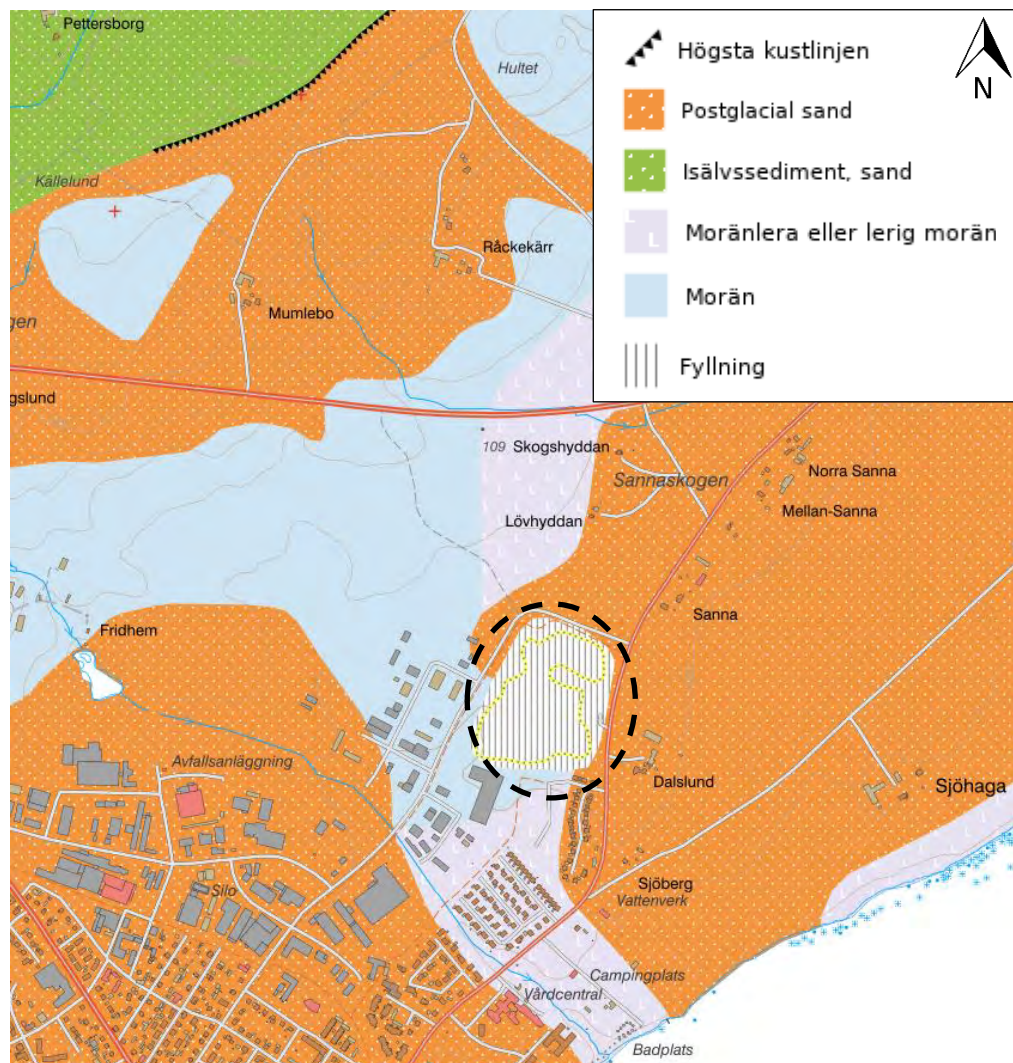 Pettersborg
Hultet
Högsta kustlinjen
Postglacial sand
Isälvssediment, sand
Moränlera eller lerig morän
L
Morän
Fyllning
N
Källelund
Råckekärr
gen
Mumlebo
gslund
109 Skogshyddan
Sannaskogen
Norra Sanna
Mellan-Sanna
Lövhyddan
Sanna
Fridhem
Avfallsanläggning
Dalslund
Sjöhaga
Silo
Sjöberg
Vattenverk
Campingplats
Vårdcentral
Badplats